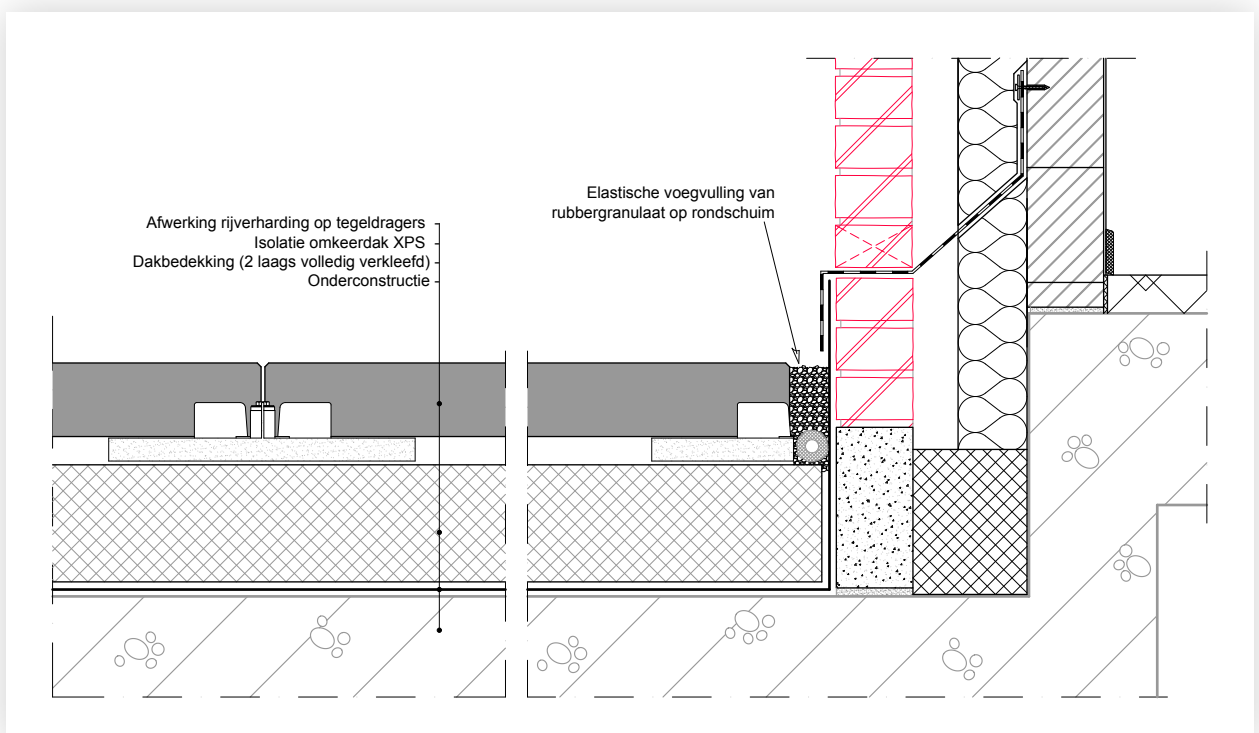 Elastische voegvulling van
rubbergranulaat op rondschuim
Afwerking rijverharding op tegeldragers
Isolatie omkeerdak XPS
Dakbedekking (2 laags volledig verkleefd)
Onderconstructie